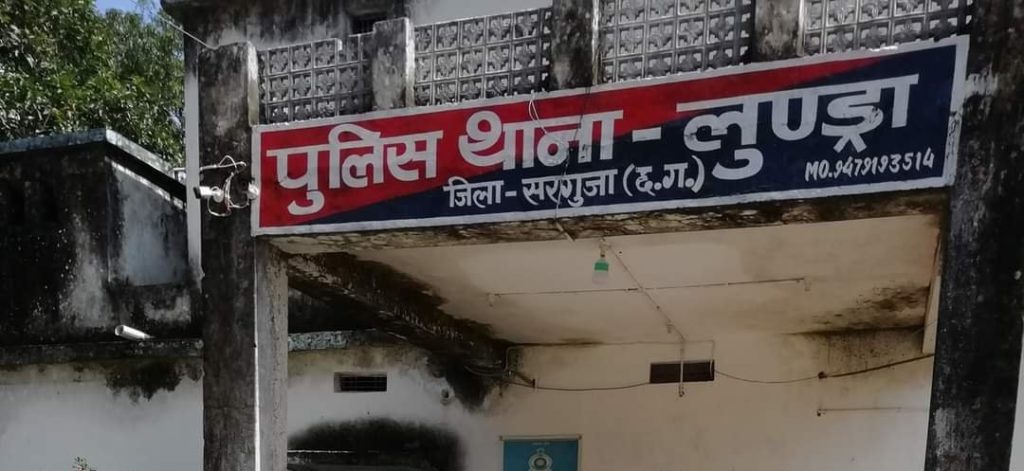 पुलिस थाना - लुण्ड्रा
जिला - सरगुजा (छ.ग.)
MO.9479193514